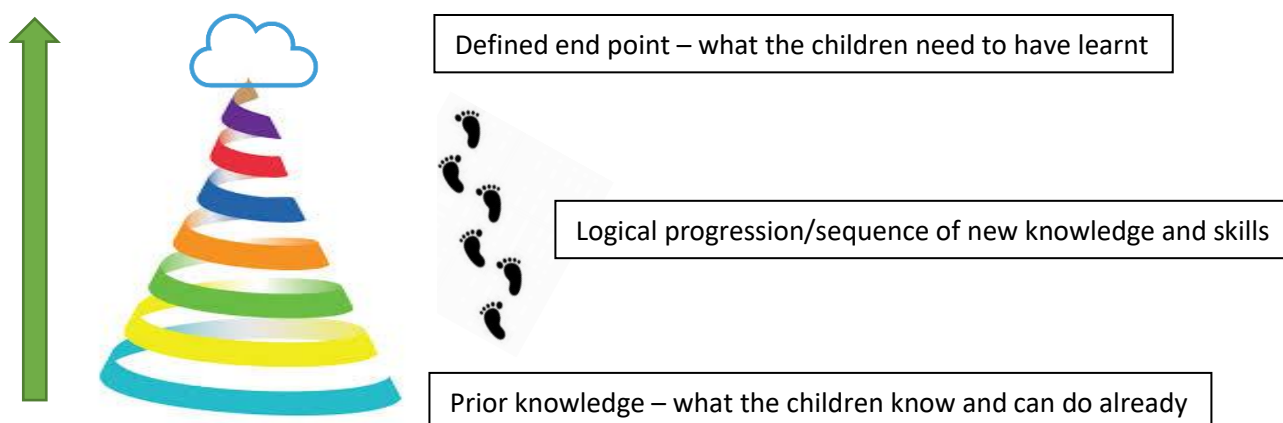 Defined end point – what the children need to have learnt
Logical progression/sequence of new knowledge and skills
Prior knowledge – what the children know and can do already